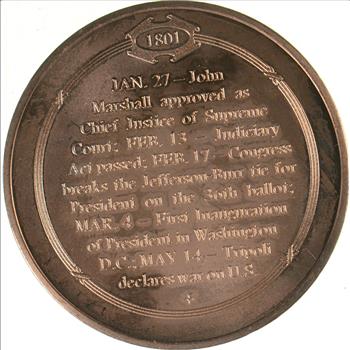 1801
JAN. 27 – John
Marshall approved as
Chief Justice of Supreme
Court; FEB. 13 – Judiciary
Act passed; FEB. 17 – Congress
breaks the Jefferson-Burr tie for
President on the 36th ballot;
MAR. 4 – First Inauguration
of President in Washington
D.C.; MAY 14 – Tripoli
declares war on U.S.